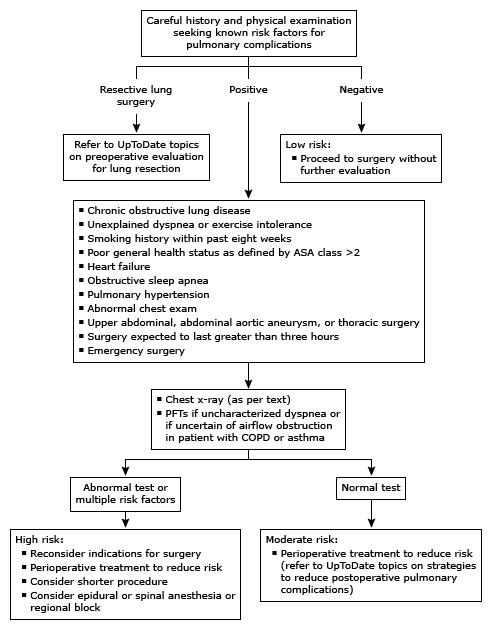 Careful history and physical examination
seeking known risk factors for
pulmonary complications
Resective lung
surgery
Positive
Negative
Refer to UpToDate topics
on preoperative evaluation
for lung resection
Low risk:
▪ Proceed to surgery without
further evaluation
▪ Chronic obstructive lung disease
▪ Unexplained dyspnea or exercise intolerance
▪ Smoking history within past eight weeks
▪ Poor general health status as defined by ASA class >2
▪ Heart failure
▪ Obstructive sleep apnea
▪ Pulmonary hypertension
▪ Abnormal chest exam
▪ Upper abdominal, abdominal aortic aneurysm, or thoracic surgery
▪ Surgery expected to last greater than three hours
▪ Emergency surgery
▪ Chest x-ray (as per text)
▪ PFTs if uncharacterized dyspnea or
if uncertain of airflow obstruction
in patient with COPD or asthma
Abnormal test or
multiple risk factors
Normal test
High risk:
▪ Reconsider indications for surgery
▪ Perioperative treatment to reduce risk
▪ Consider shorter procedure
▪ Consider epidural or spinal anesthesia or
regional block
Moderate risk:
▪ Perioperative treatment to reduce risk
(refer to UpToDate topics on strategies
to reduce postoperative pulmonary
complications)